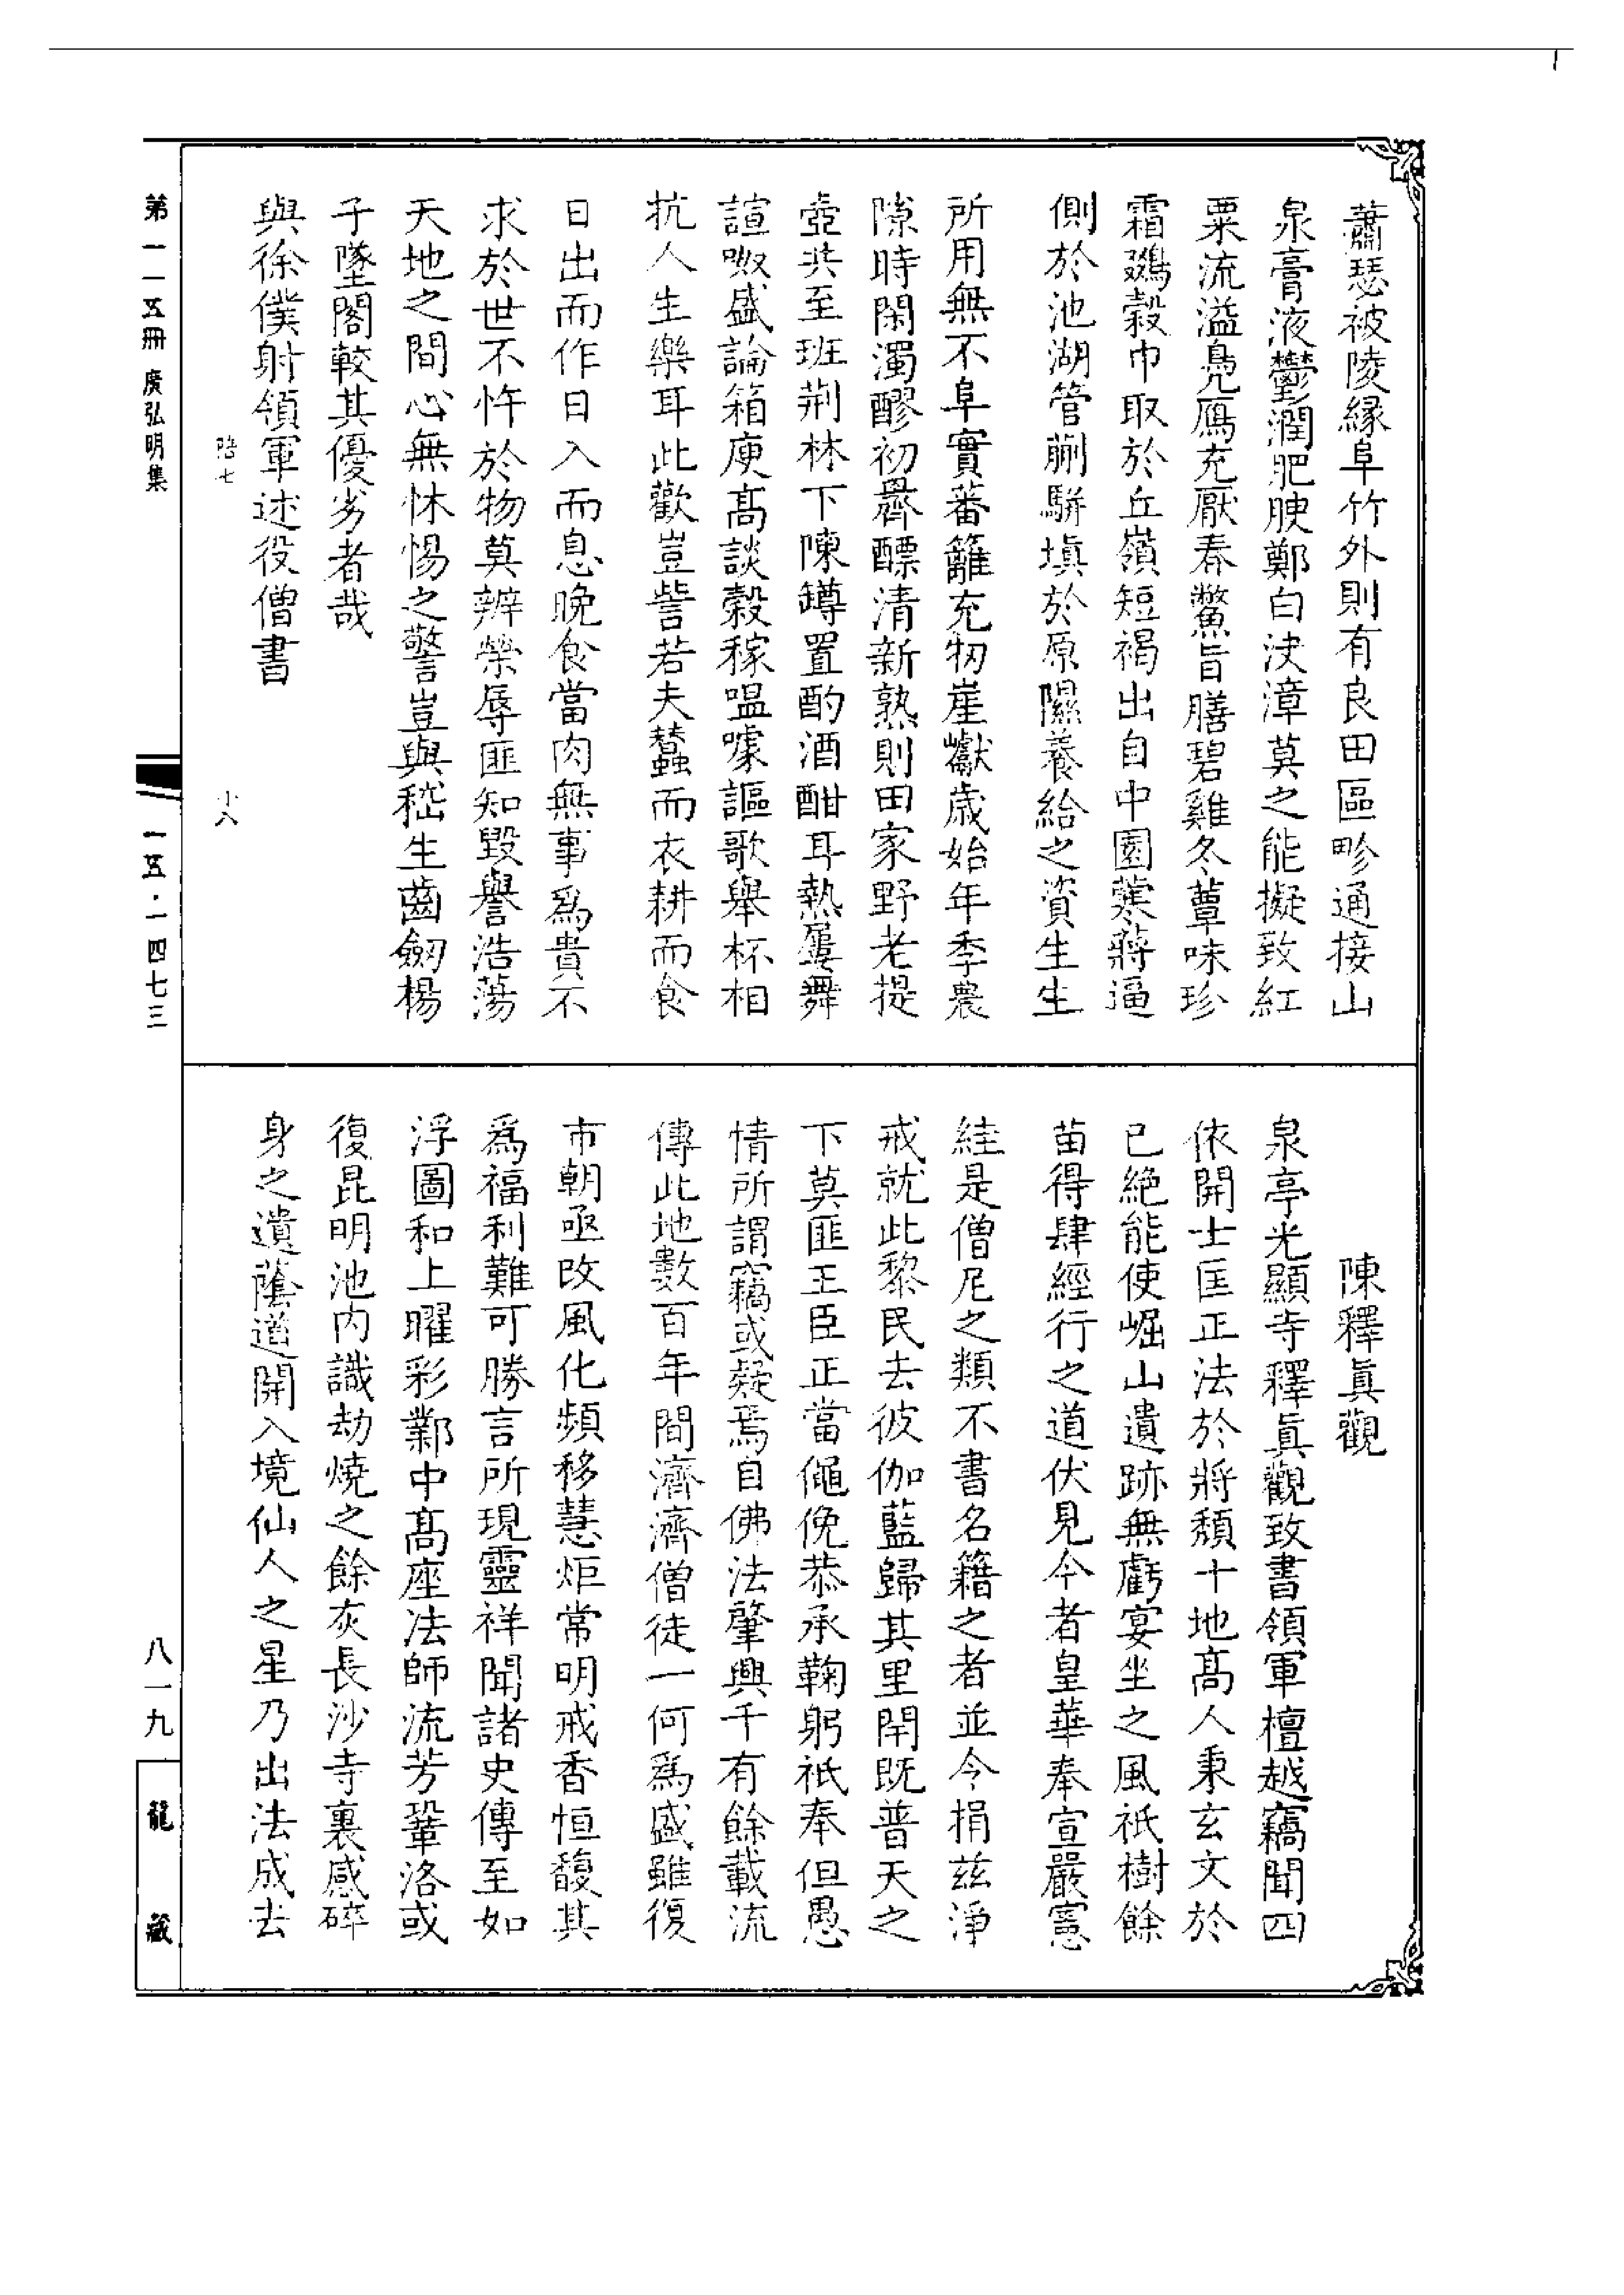 蕭瑟被陵緣阜竹外則有良田區畛通接山
泉膏液鬱潤肥腴鄭白決漳莫之能擬致紅
粟流溢鳧鴈充厭春鷩旨膳碧雞冬蕈味珍
霜鵽縠巾取於丘嶺短褐出自中園蔌蔣逼
側於池湖管蒯騈塡於原隰養給之資生生
所用無不阜實蕃籬充牣崖巘歲始年季農
隙時閑濁醪初釃醥清新熟則田家野老提
壺共至班荆林下陳罇置酌酒酣耳熱屢舞
諠呶盛論箱庾高談穀稼嗢噱謳歌舉杯相
抗人生樂耳此歡豈訾若夫蠶而衣耕而食
日出而作日入而息晚食當肉無事爲貴不
求於世不忤於物莫辨榮辱匪知毀譽浩蕩
天地之間心無怵惕之警豈與嵇生齒劒楊
子墜閣較其優劣者哉
與徐僕射領軍述役僧書
陳釋眞觀
泉亭光顯寺釋眞觀致書領軍檀越竊聞四
依開士匡正法於將頹十地高人秉玄文於
已絕能使崛山遺跡無虧宴坐之風祇樹餘
苗得肆經行之道伏見今者皇華奉宣嚴憲
絓是僧尼之類不書名籍之者並令捐兹淨
戒就此黎民去彼伽藍歸其里閈既普天之
下莫匪王臣正當僶俛恭承鞠躬祇奉但愚
情所謂竊或疑焉自佛法肇興千有餘載流
傳此地數百年間濟濟僧徒一何爲盛雖復
市朝亟改風化頻移慧炬常明戒香恒馥其
爲福利難可勝言所現靈祥聞諸史傳至如
浮圖和上曜彩鄴中高座法師流芳鞏洛或
復昆明池內識劫燒之餘灰長沙寺裏感碎
身之遺蔭遒開入境仙人之星乃出法成去
第一一五冊 廣弘明集
陪七
十八
一一五·一四七三
八一九
龍藏